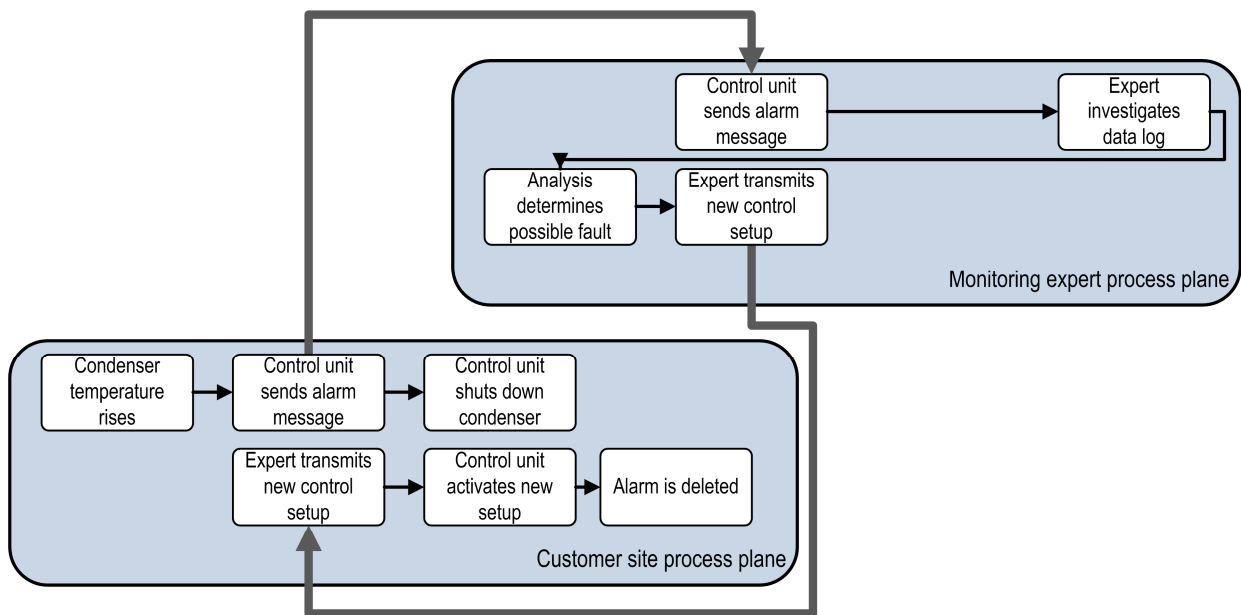 Control unit
sends alarm
message
Expert
investigates
data log
Analysis
determines
possible fault
Expert transmits
new control
setup
Monitoring expert process plane
Condenser
temperature
rises
Control unit
sends alarm
message
Control unit
shuts down
condenser
Expert transmits
new control
setup
Control unit
activates new
setup
Alarm is deleted
Customer site process plane